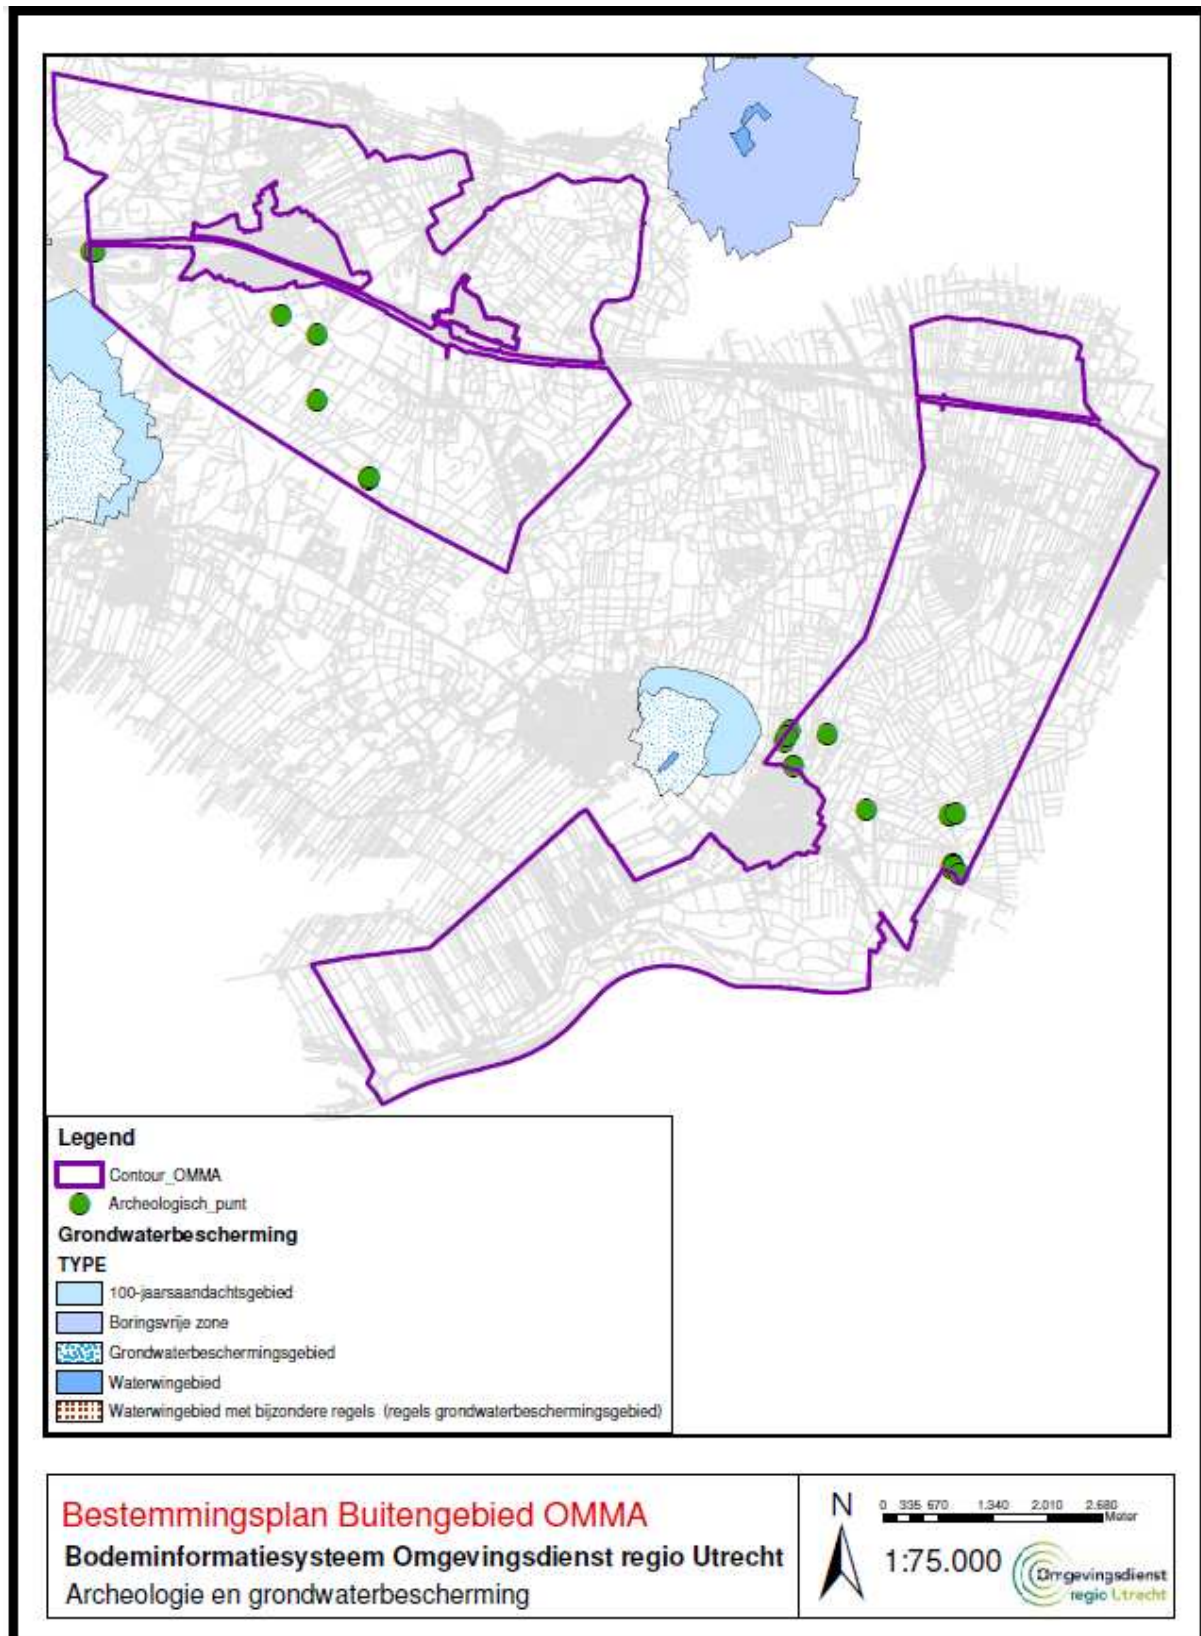 Legend
Contour_OMMA
Archeologisch_punt
Grondwaterbescherming
TYPE
100-jaarsaandachtsgebied
Boringsvrije zone
Grondwaterbeschermingsgebied
Waterwingebied
Waterwingebied met bijzondere regels (regels grondwaterbeschermingsgebied)
Bestemmingsplan Buitengebied OMMA
Bodeminformatiesysteem Omgevingsdienst regio Utrecht
Archeologie en grondwaterbescherming
N
0 335 670 1.340 2.010 2.680
Meter
1:75.000
Omgevingsdienst
regio Utrecht